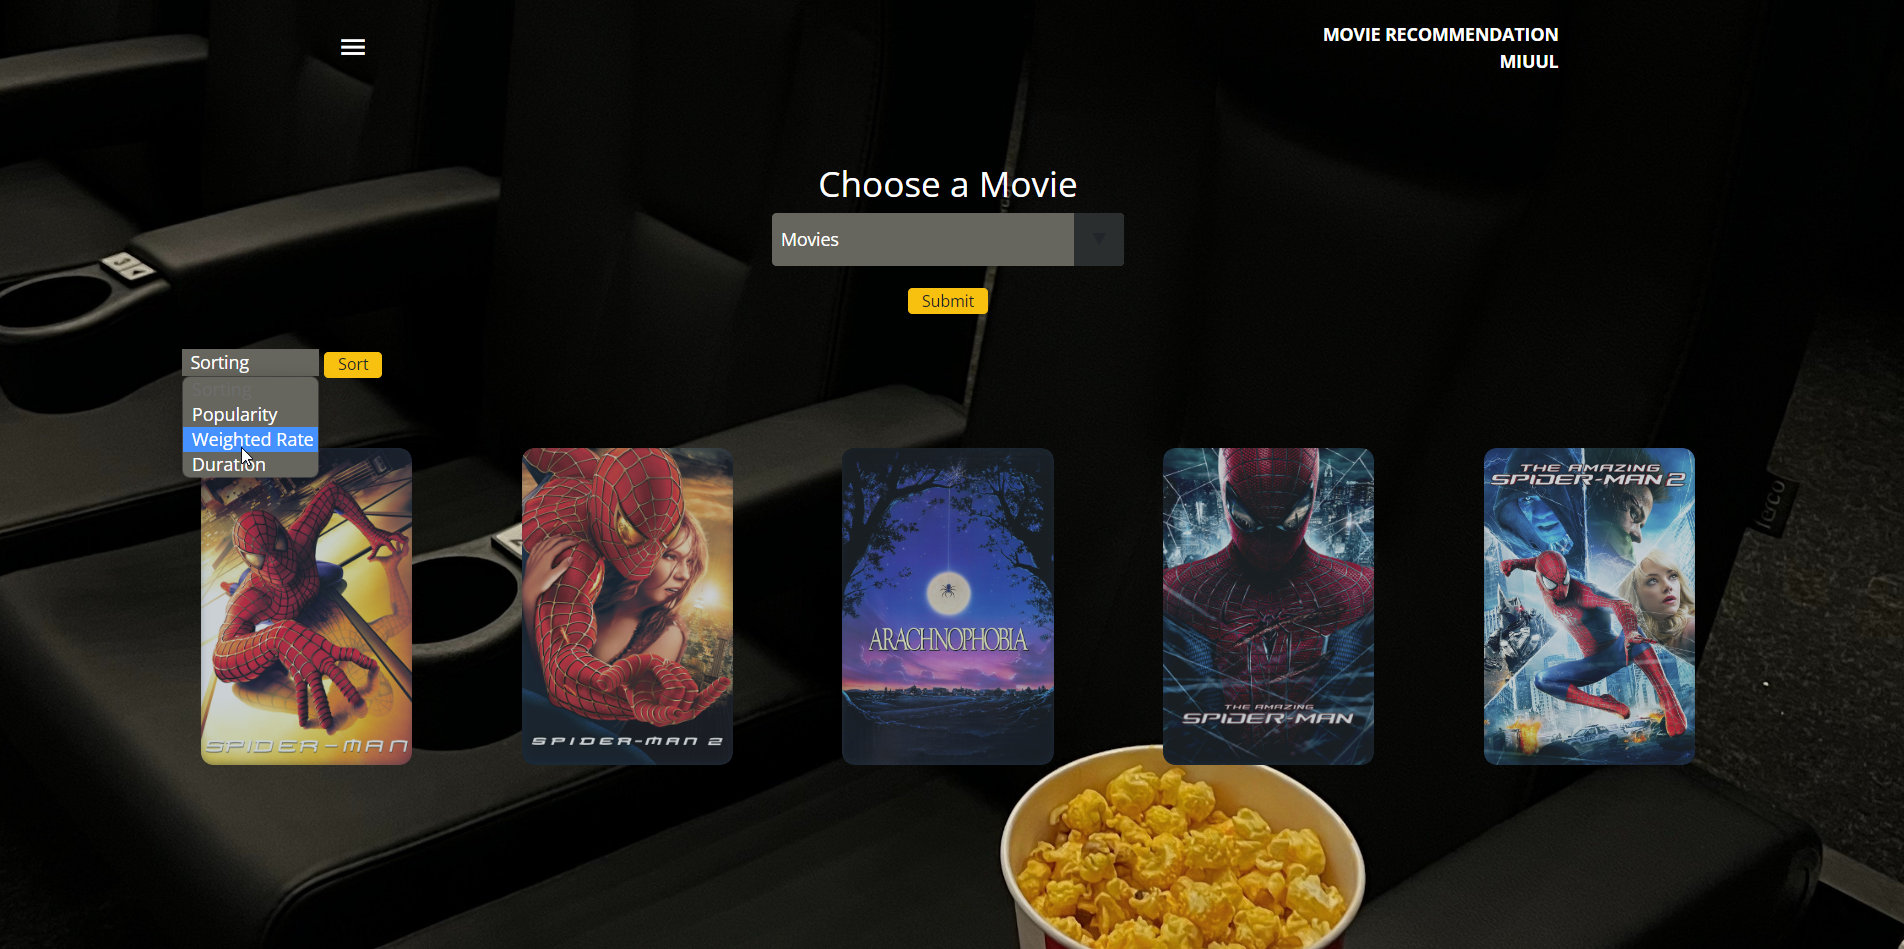 MOVIE RECOMMENDATION
MIUUL
Choose a Movie
Movies
Submit
Sorting
Sort
Sorting
Popularity
Weighted Rate
Duration
SPIDER-MAN
SPIDER-MAN 2
ARACHNOPHOBIA
THE AMAZING
SPIDER-MAN
THE AMAZING
SPIDER-MAN 2